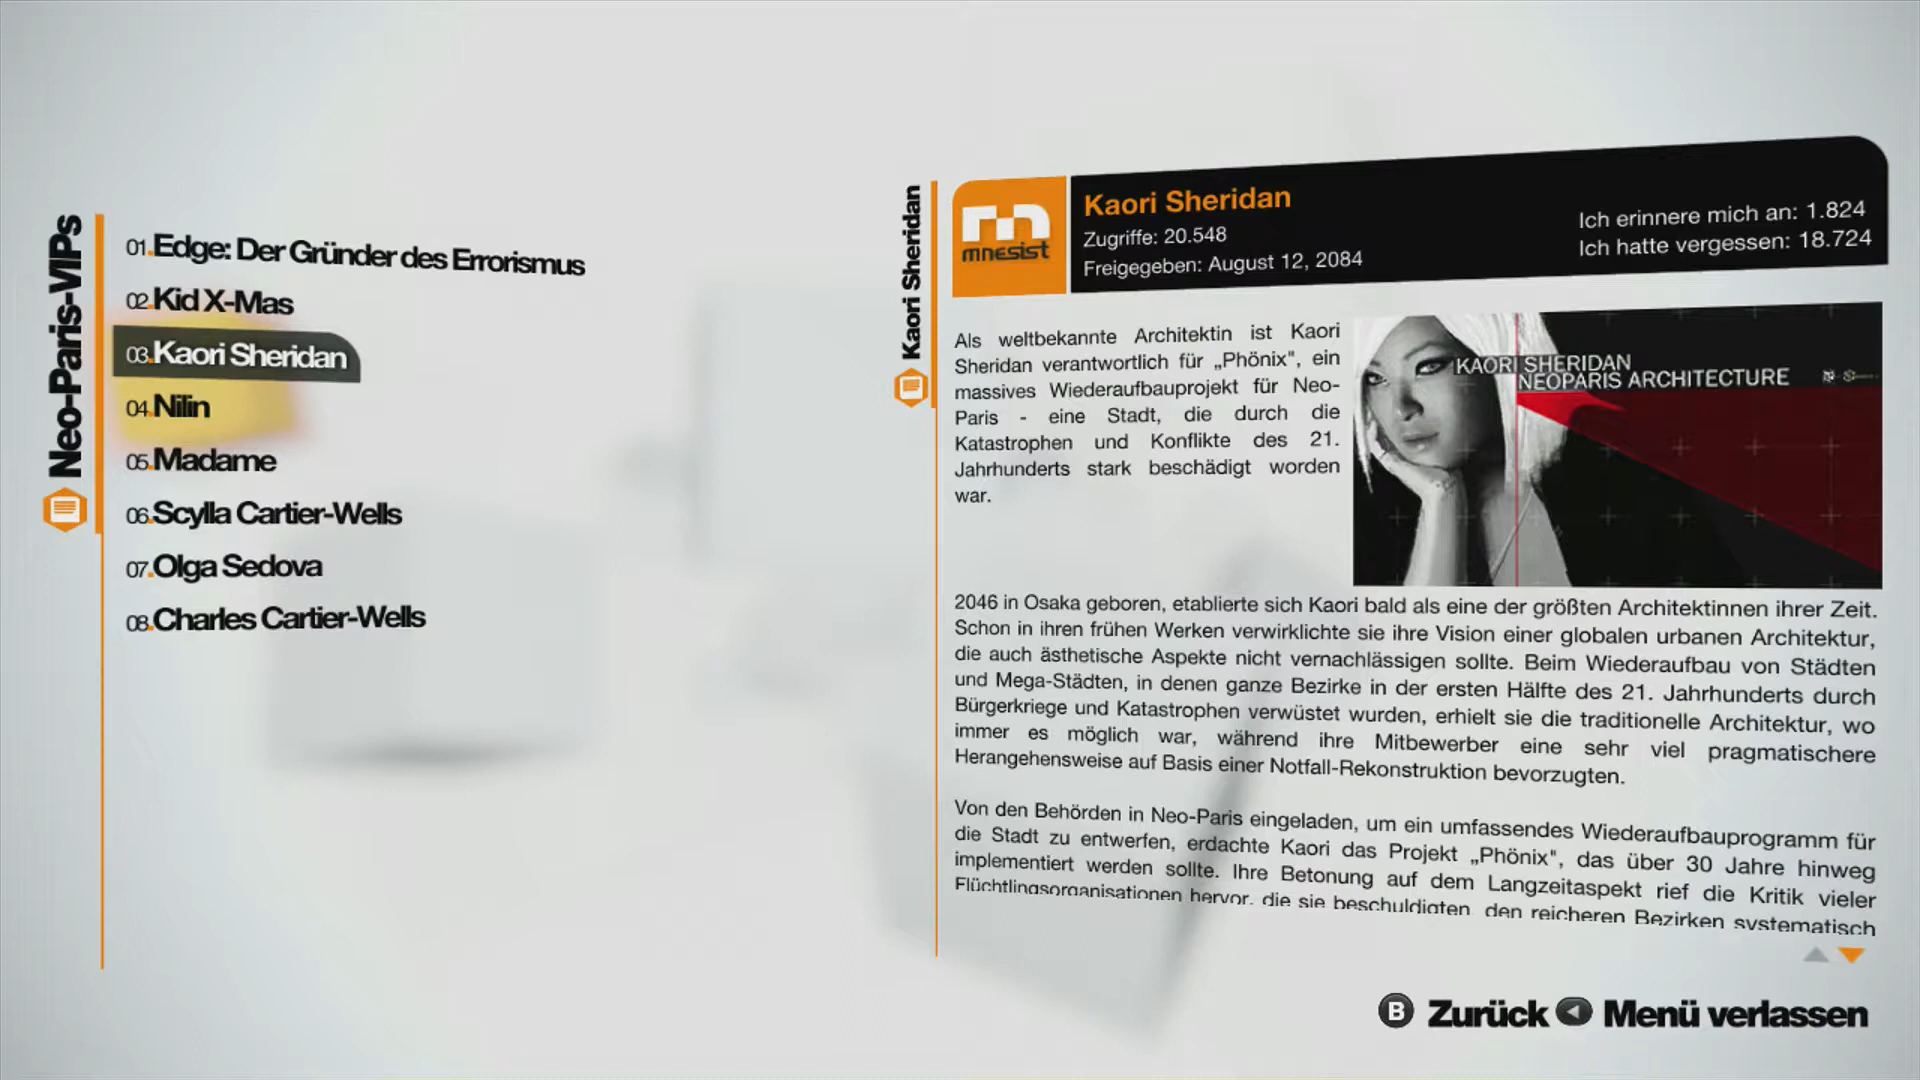 Neo-Paris-VIPs
01.Edge: Der Gründer des Errorismus
02.Kid X-Mas
03.Kaori Sheridan
04.Nilin
05.Madame
06.Scylla Cartier-Wells
07.Olga Sedova
08.Charles Cartier-Wells
Kaori Sheridan
mnesist
Kaori Sheridan
Zugriffe: 20.548
Freigegeben: August 12, 2084
Ich erinnere mich an: 1.824
Ich hatte vergessen: 18.724
Als weltbekannte Architektin ist Kaori
Sheridan verantwortlich für „Phönix", ein
massives Wiederaufbauprojekt für Neo-
Paris - eine Stadt, die durch die
Katastrophen und Konflikte des 21.
Jahrhunderts stark beschädigt worden
war.
KAORI SHERIDAN
NEOPARIS ARCHITECTURE
2046 in Osaka geboren, etablierte sich Kaori bald als eine der größten Architektinnen ihrer Zeit.
Schon in ihren frühen Werken verwirklichte sie ihre Vision einer globalen urbanen Architektur,
die auch ästhetische Aspekte nicht vernachlässigen sollte. Beim Wiederaufbau von Städten
und Mega-Städten, in denen ganze Bezirke in der ersten Hälfte des 21. Jahrhunderts durch
Bürgerkriege und Katastrophen verwüstet wurden, erhielt sie die traditionelle Architektur, wo
immer es möglich war, während ihre Mitbewerber eine sehr viel pragmatischere
Herangehensweise auf Basis einer Notfall-Rekonstruktion bevorzugten.
Von den Behörden in Neo-Paris eingeladen, um ein umfassendes Wiederaufbauprogramm für
die Stadt zu entwerfen, erdachte Kaori das Projekt „Phönix", das über 30 Jahre hinweg
implementiert werden sollte. Ihre Betonung auf dem Langzeitaspekt rief die Kritik vieler
Flüchtlingsorganisationen hervor, die sie beschuldigten, den reicheren Bezirken systematisch
B Zurück Menü verlassen